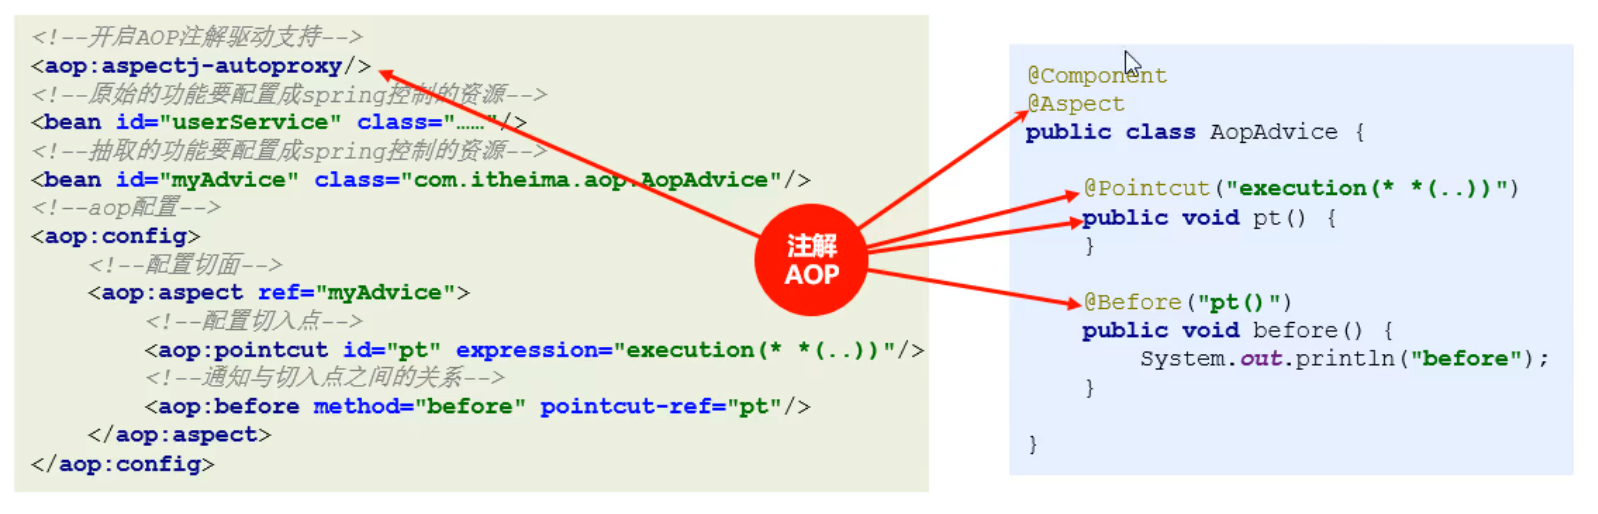 <!--开启AOP注解驱动支持-->
<aop:aspectj-autoproxy/>
<!--原始的功能要配置成spring控制的资源-->
<bean id="userService" class="……"/>
<!--抽取的功能要配置成spring控制的资源-->
<bean id="myAdvice" class="com.itheima.aop.AopAdvice"/>
<!--aop配置-->
<aop:config>
    <!--配置切面-->
    <aop:aspect ref="myAdvice">
        <!--配置切入点-->
        <aop:pointcut id="pt" expression="execution(* *(..))"/>
        <!--通知与切入点之间的关系-->
        <aop:before method="before" pointcut-ref="pt"/>
    </aop:aspect>
</aop:config>
注解
AOP
@Component
@Aspect
public class AopAdvice {
    @Pointcut("execution(* *(..))")
    public void pt() {
    }
    @Before("pt()")
    public void before() {
        System.out.println("before");
    }
}